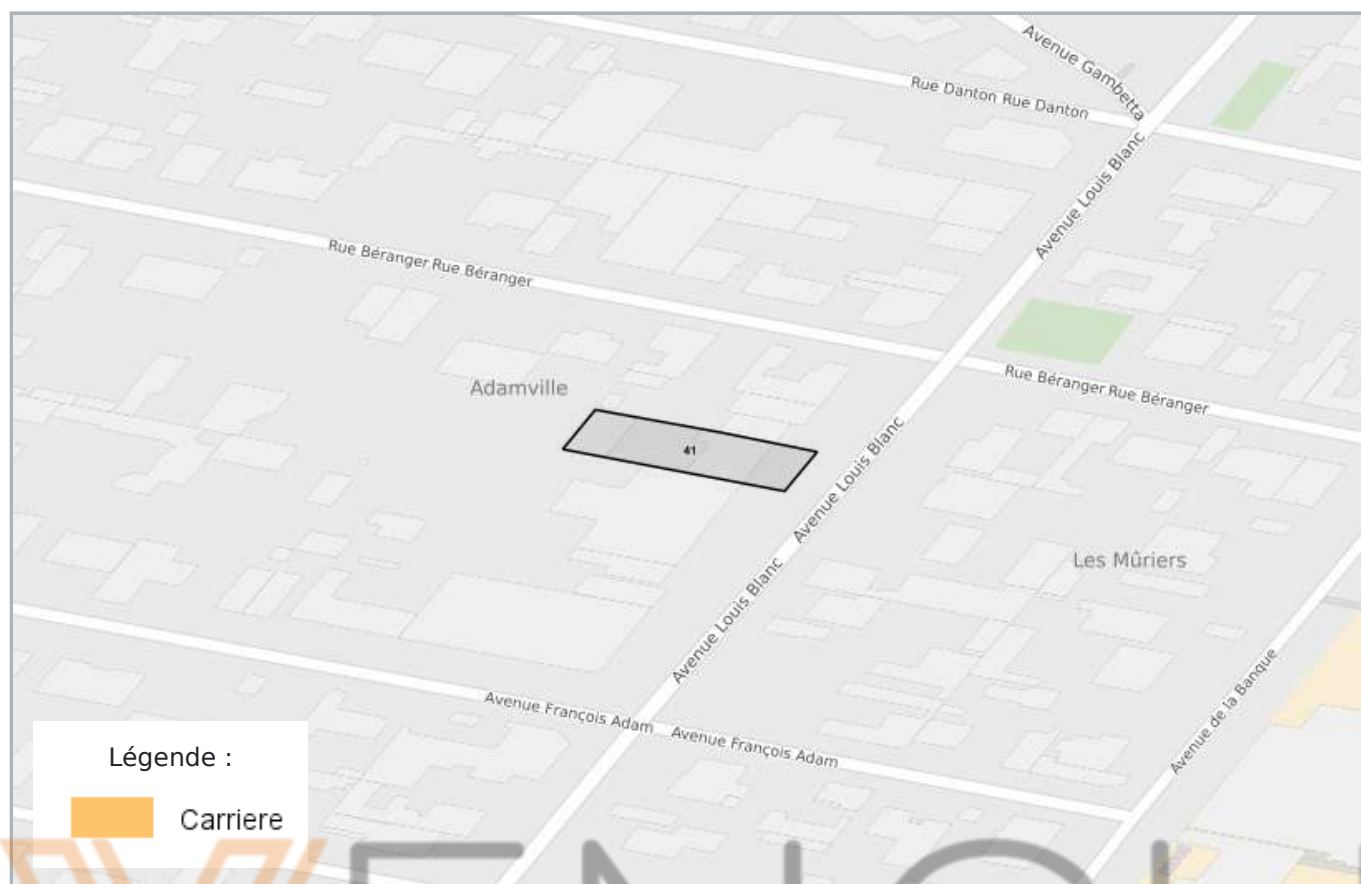 Avenue Gambetta
Rue Danton Rue Danton
Avenue Louis Blanc
Rue Béranger Rue Béranger
Rue Béranger Rue Béranger
Adamville
41
Avenue Louis Blanc
Les Mûriers
Avenue Louis Blanc
Avenue de la Banque
Avenue François Adam
Avenue François Adam
Légende :
Carriere